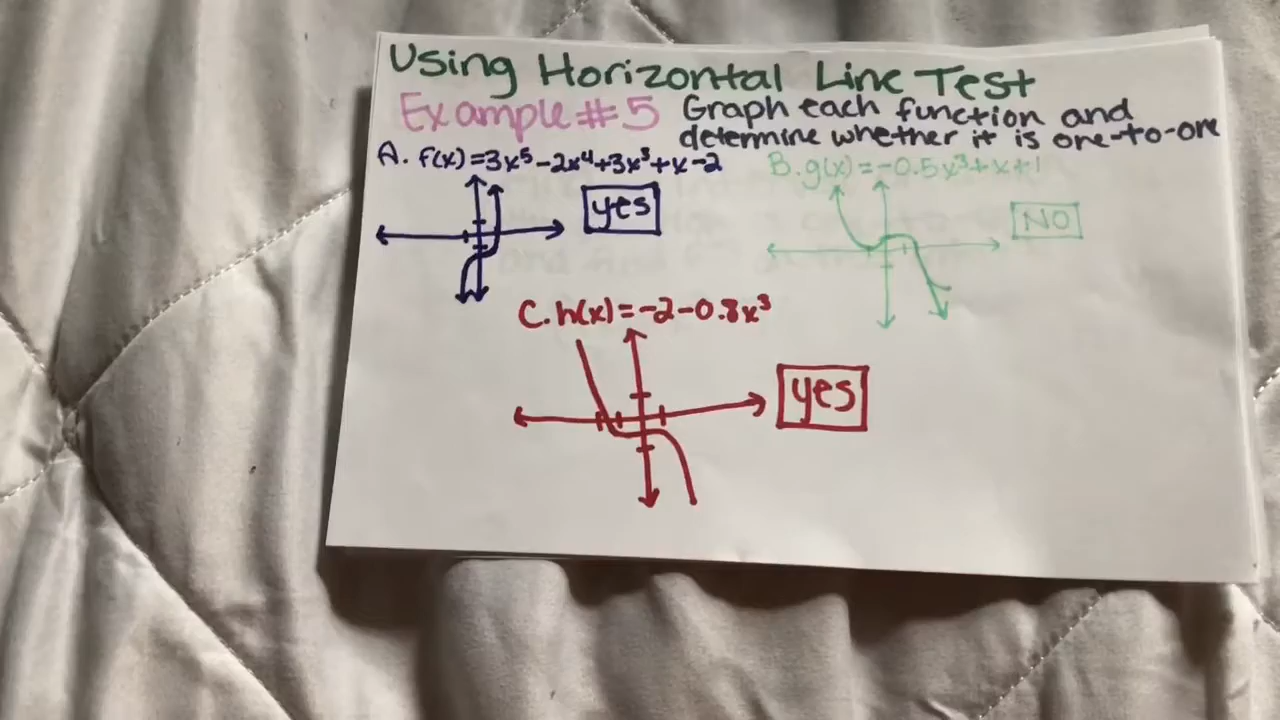 Using Horizontal Line Test
Example #5 Graph each function and
determine whether it is one-to-one
A. f(x)=3x⁵-2x⁴+3x³+x-2
yes
B. g(x)=-0.5x³+x+1
NO
C. h(x)=-2-0.8x³
yes